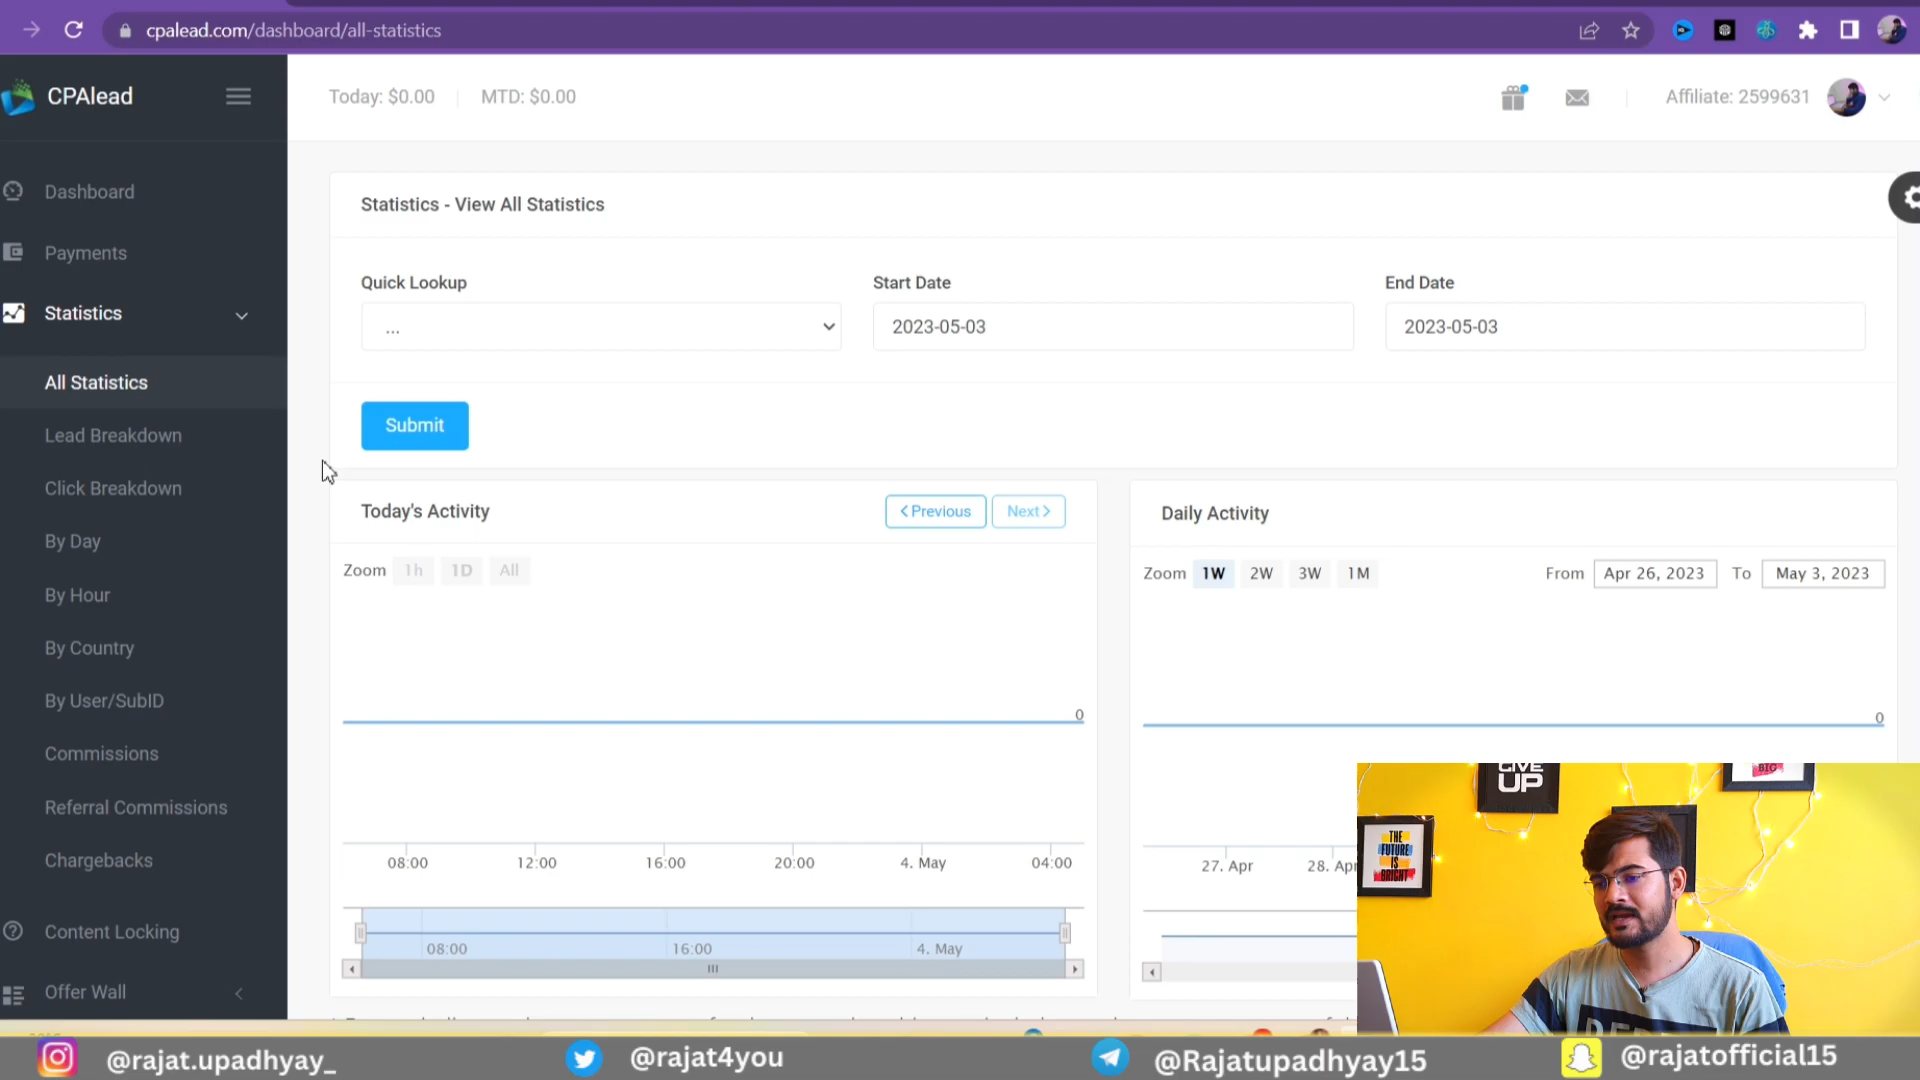 cpalead.com/dashboard/all-statistics
CPAlead
Today: $0.00
MTD: $0.00
Affiliate: 2599631
Dashboard
Payments
Statistics
All Statistics
Lead Breakdown
Click Breakdown
By Day
By Hour
By Country
By User/SubID
Commissions
Referral Commissions
Chargebacks
Content Locking
Offer Wall
Statistics - View All Statistics
Quick Lookup
Start Date
End Date
...
2023-05-03
2023-05-03
Submit
Today's Activity
Previous
Next
Zoom 1h 1D All
0
08:00 12:00 16:00 20:00 4. May 04:00
08:00 16:00 4. May
Daily Activity
Zoom 1W 2W 3W 1M
From Apr 26, 2023 To May 3, 2023
0
27. Apr 28. Apr
GIVE
UP
BIG
THE
FUTURE
IS
BRIGHT
@rajat.upadhyay_
@rajat4you
@Rajatupadhyay15
@rajatofficial15